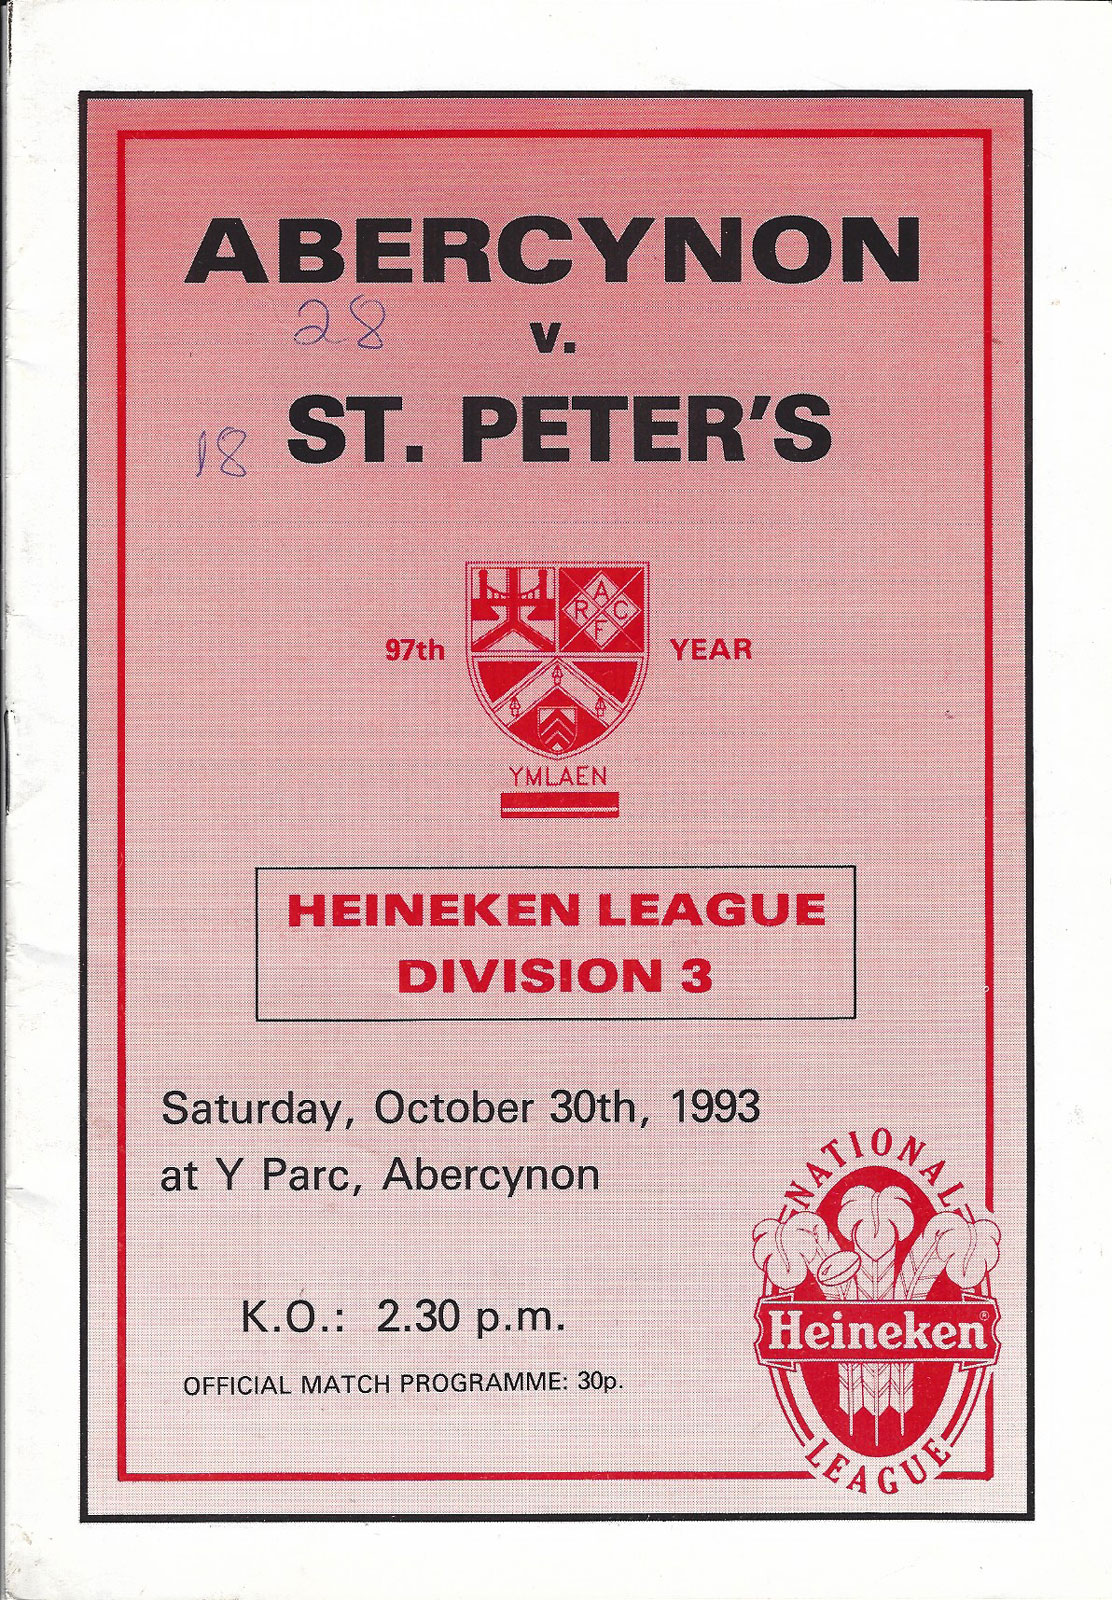 ABERCYNON
28
v.
18
ST. PETER'S
A
R C
F
97th YEAR
YMLAEN
HEINEKEN LEAGUE
DIVISION 3
Saturday, October 30th, 1993
at Y Parc, Abercynon
NATIONAL
Heineken®
LEAGUE
K.O.: 2.30 p.m.
OFFICIAL MATCH PROGRAMME: 30p.